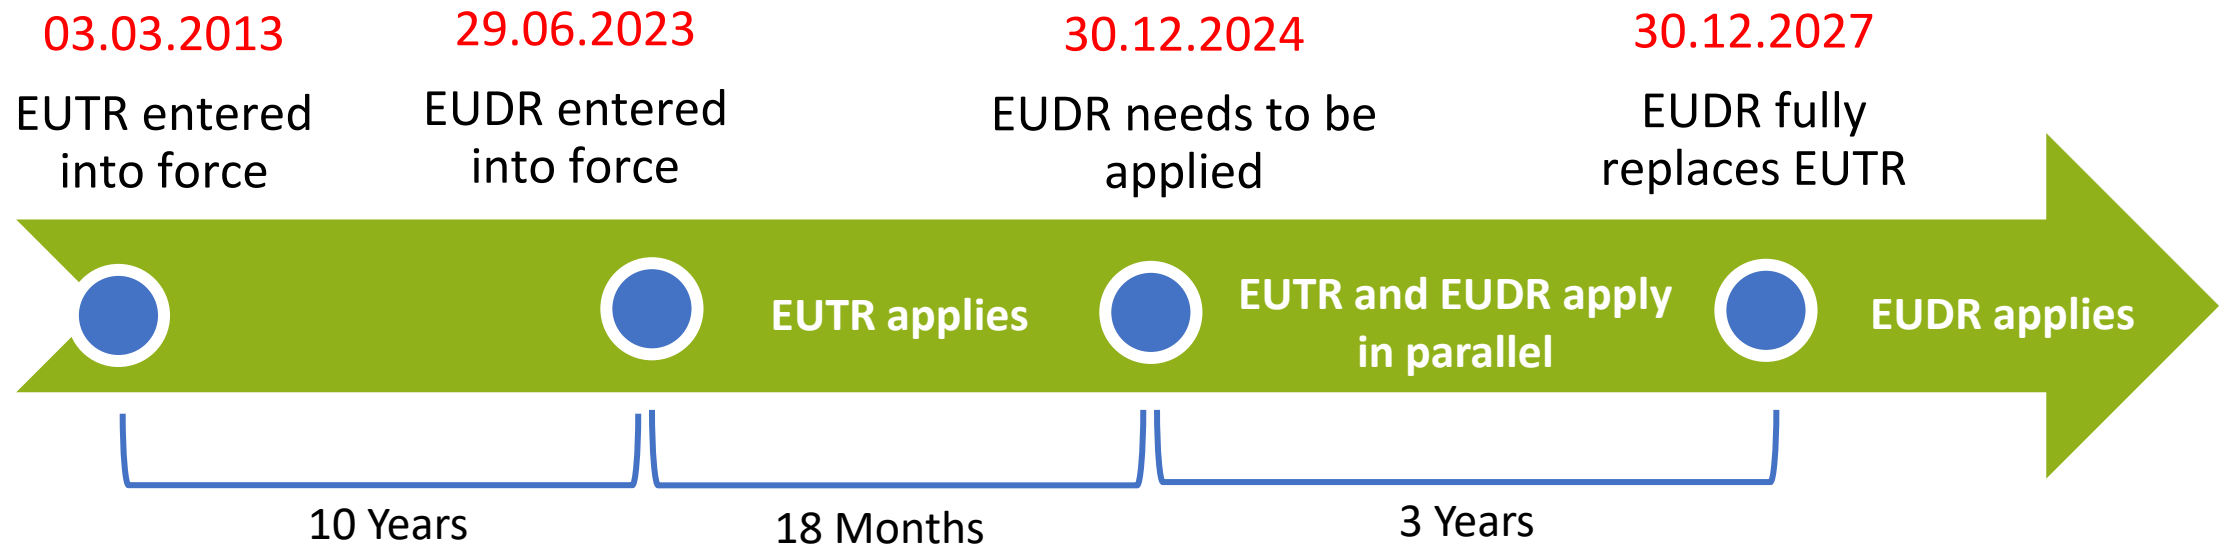 03.03.2013
EUTR entered
into force
29.06.2023
EUDR entered
into force
30.12.2024
EUDR needs to be
applied
30.12.2027
EUDR fully
replaces EUTR
EUTR applies
EUTR and EUDR apply
in parallel
EUDR applies
10 Years
18 Months
3 Years